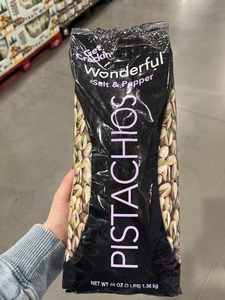 Get
Crackin'
Wonderful
Salt & Pepper
PISTACHIOS
NET WT 48 OZ (3 LBS) 1.36 kg